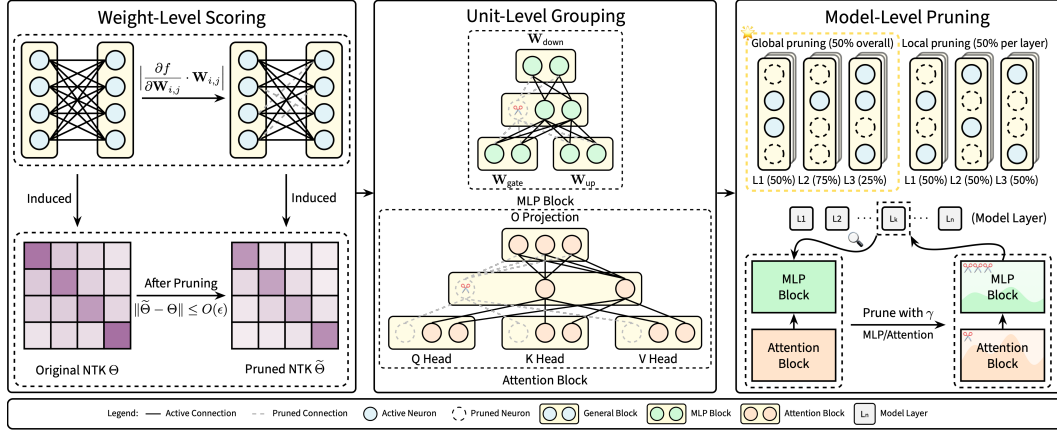 Weight-Level Scoring
|∂f/∂W_{i,j} · W_{i,j}|
Induced
Induced
After Pruning
‖Θ̃ − Θ‖ ≤ O(ϵ)
Original NTK Θ
Pruned NTK Θ̃
Unit-Level Grouping
W_down
W_gate
W_up
MLP Block
O Projection
Q Head
K Head
V Head
Attention Block
Model-Level Pruning
Global pruning (50% overall)
Local pruning (50% per layer)
L1 (50%) L2 (75%) L3 (25%)
L1 (50%) L2 (50%) L3 (50%)
L1 L2 ··· Lₖ ··· Lₙ (Model Layer)
MLP
Block
Attention
Block
Prune with γ
MLP/Attention
MLP
Block
Attention
Block
Legend: Active Connection Pruned Connection Active Neuron Pruned Neuron General Block MLP Block Attention Block Lₙ Model Layer